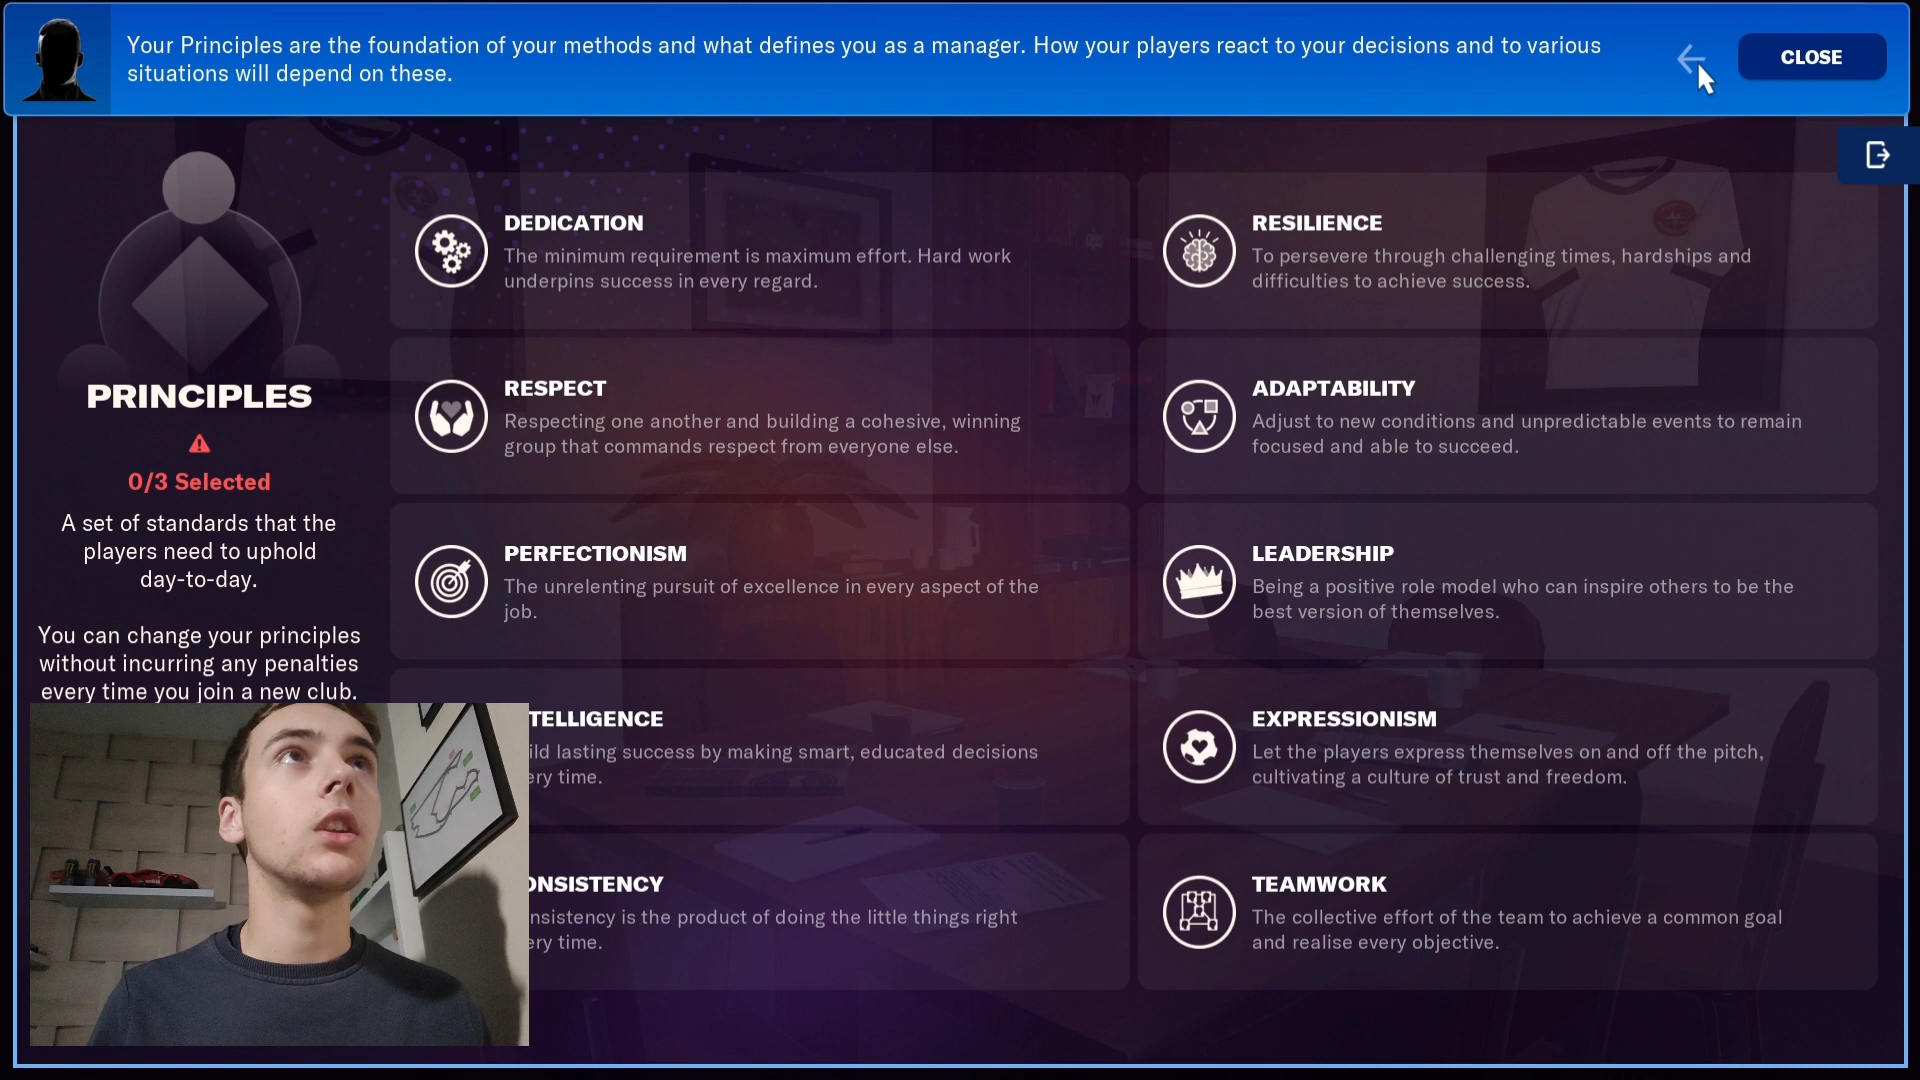 Your Principles are the foundation of your methods and what defines you as a manager. How your players react to your decisions and to various
situations will depend on these.
CLOSE
PRINCIPLES
0/3 Selected
A set of standards that the
players need to uphold
day-to-day.
You can change your principles
without incurring any penalties
every time you join a new club.
DEDICATION
The minimum requirement is maximum effort. Hard work
underpins success in every regard.
RESILIENCE
To persevere through challenging times, hardships and
difficulties to achieve success.
RESPECT
Respecting one another and building a cohesive, winning
group that commands respect from everyone else.
ADAPTABILITY
Adjust to new conditions and unpredictable events to remain
focused and able to succeed.
PERFECTIONISM
The unrelenting pursuit of excellence in every aspect of the
job.
LEADERSHIP
Being a positive role model who can inspire others to be the
best version of themselves.
TELLIGENCE
ild lasting success by making smart, educated decisions
ery time.
EXPRESSIONISM
Let the players express themselves on and off the pitch,
cultivating a culture of trust and freedom.
ONSISTENCY
nsistency is the product of doing the little things right
ery time.
TEAMWORK
The collective effort of the team to achieve a common goal
and realise every objective.